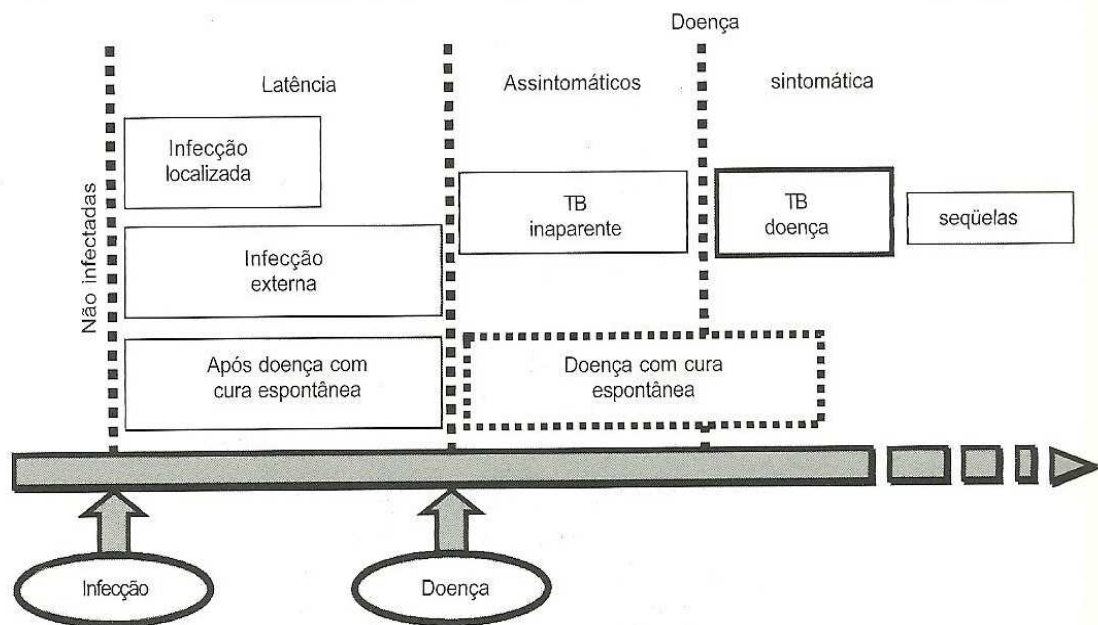 Doença
Latência
Assintomáticos
sintomática
Não infectadas
Infecção
localizada
TB
inaparente
TB
doença
seqüelas
Infecção
externa
Após doença com
cura espontânea
Doença com cura
espontânea
Infecção
Doença